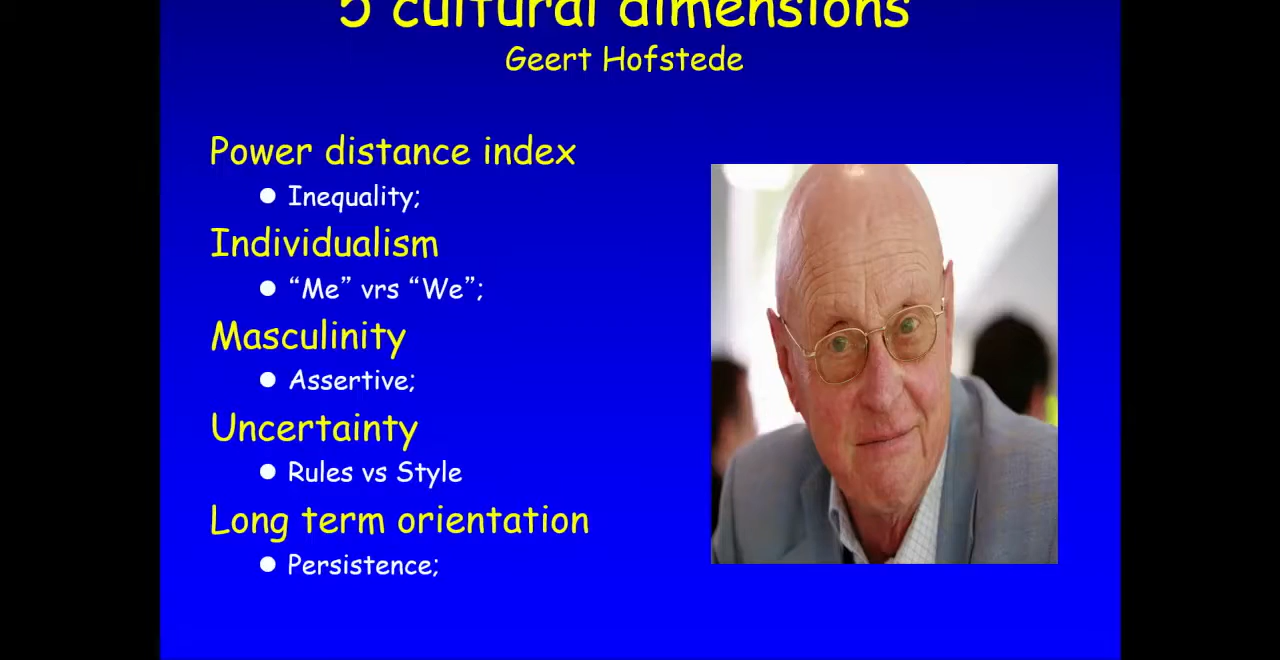 5 cultural dimensions
Geert Hofstede
Power distance index
● Inequality;
Individualism
● “Me” vrs “We”;
Masculinity
● Assertive;
Uncertainty
● Rules vs Style
Long term orientation
● Persistence;